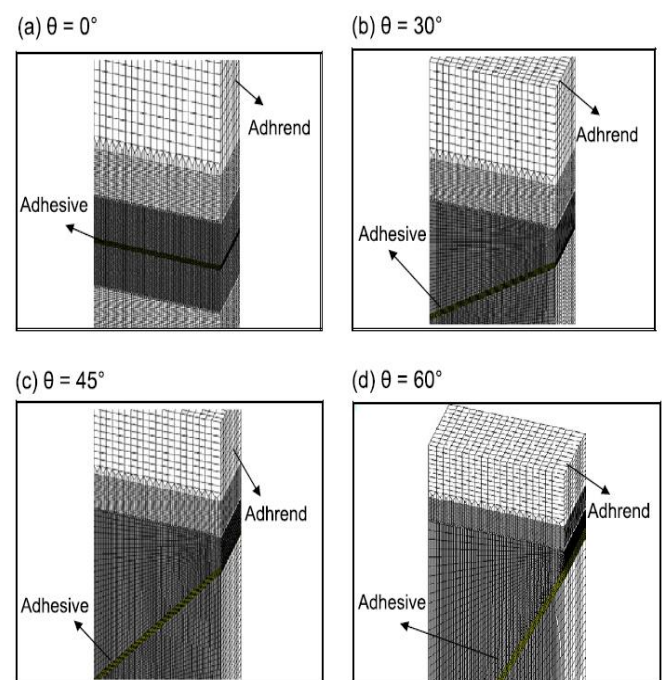 (a) θ = 0°
Adhrend
Adhesive
(b) θ = 30°
Adhrend
Adhesive
(c) θ = 45°
Adhrend
Adhesive
(d) θ = 60°
Adhrend
Adhesive